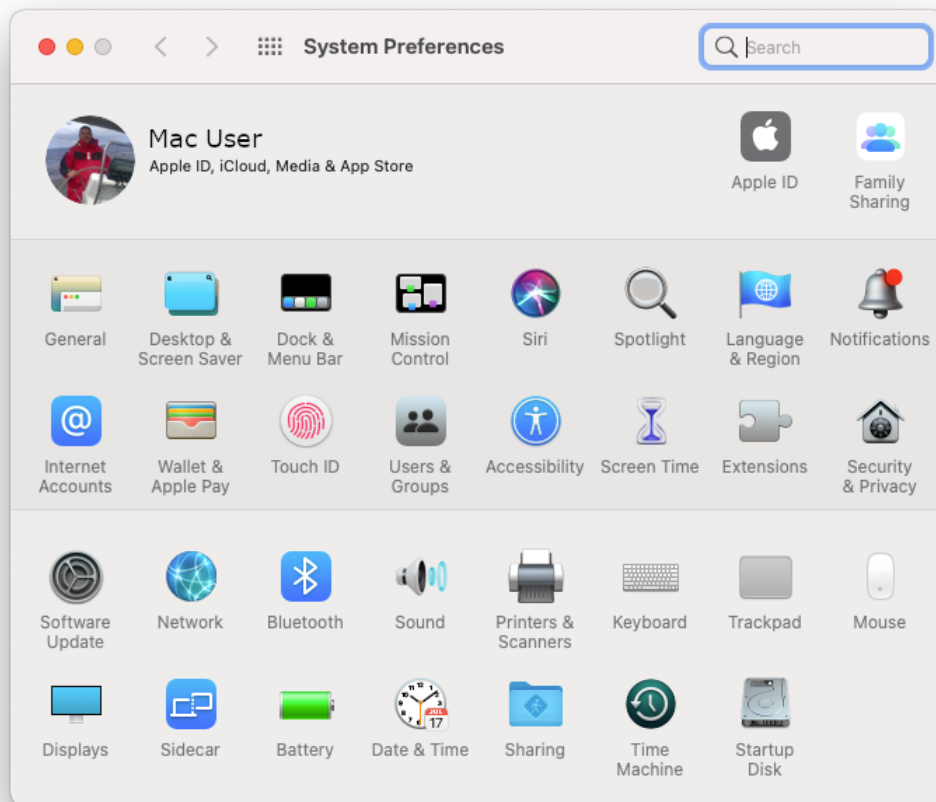 System Preferences
Search
Mac User
Apple ID, iCloud, Media & App Store
Apple ID
Family
Sharing
General
Desktop &
Screen Saver
Dock &
Menu Bar
Mission
Control
Siri
Spotlight
Language
& Region
Notifications
Internet
Accounts
Wallet &
Apple Pay
Touch ID
Users &
Groups
Accessibility
Screen Time
Extensions
Security
& Privacy
Software
Update
Network
Bluetooth
Sound
Printers &
Scanners
Keyboard
Trackpad
Mouse
Displays
Sidecar
Battery
JUL
17
Date & Time
Sharing
Time
Machine
Startup
Disk